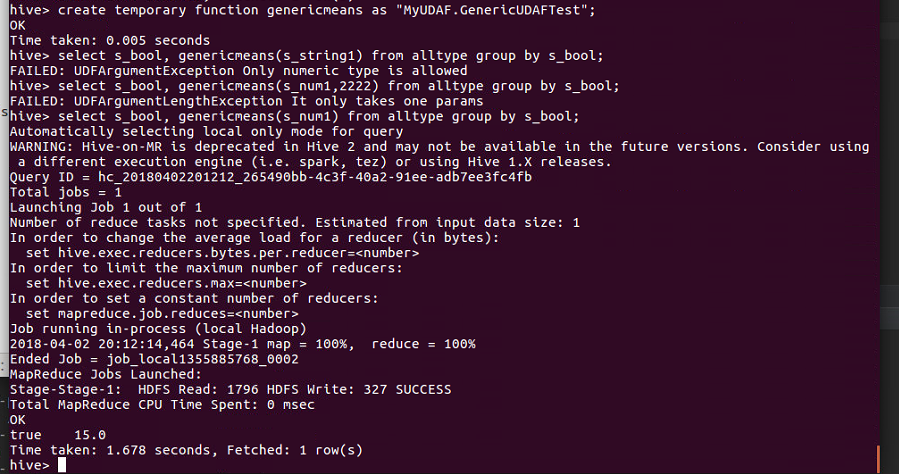 hive> create temporary function genericmeans as "MyUDAF.GenericUDAFTest";
OK
Time taken: 0.005 seconds
hive> select s_bool, genericmeans(s_string1) from alltype group by s_bool;
FAILED: UDFArgumentException Only numeric type is allowed
hive> select s_bool, genericmeans(s_num1,2222) from alltype group by s_bool;
FAILED: UDFArgumentLengthException It only takes one params
hive> select s_bool, genericmeans(s_num1) from alltype group by s_bool;
Automatically selecting local only mode for query
WARNING: Hive-on-MR is deprecated in Hive 2 and may not be available in the future versions. Consider using
 a different execution engine (i.e. spark, tez) or using Hive 1.X releases.
Query ID = hc_20180402201212_265490bb-4c3f-40a2-91ee-adb7ee3fc4fb
Total jobs = 1
Launching Job 1 out of 1
Number of reduce tasks not specified. Estimated from input data size: 1
In order to change the average load for a reducer (in bytes):
  set hive.exec.reducers.bytes.per.reducer=<number>
In order to limit the maximum number of reducers:
  set hive.exec.reducers.max=<number>
In order to set a constant number of reducers:
  set mapreduce.job.reduces=<number>
Job running in-process (local Hadoop)
2018-04-02 20:12:14,464 Stage-1 map = 100%,  reduce = 100%
Ended Job = job_local1355885768_0002
MapReduce Jobs Launched:
Stage-Stage-1:  HDFS Read: 1796 HDFS Write: 327 SUCCESS
Total MapReduce CPU Time Spent: 0 msec
OK
true    15.0
Time taken: 1.678 seconds, Fetched: 1 row(s)
hive>